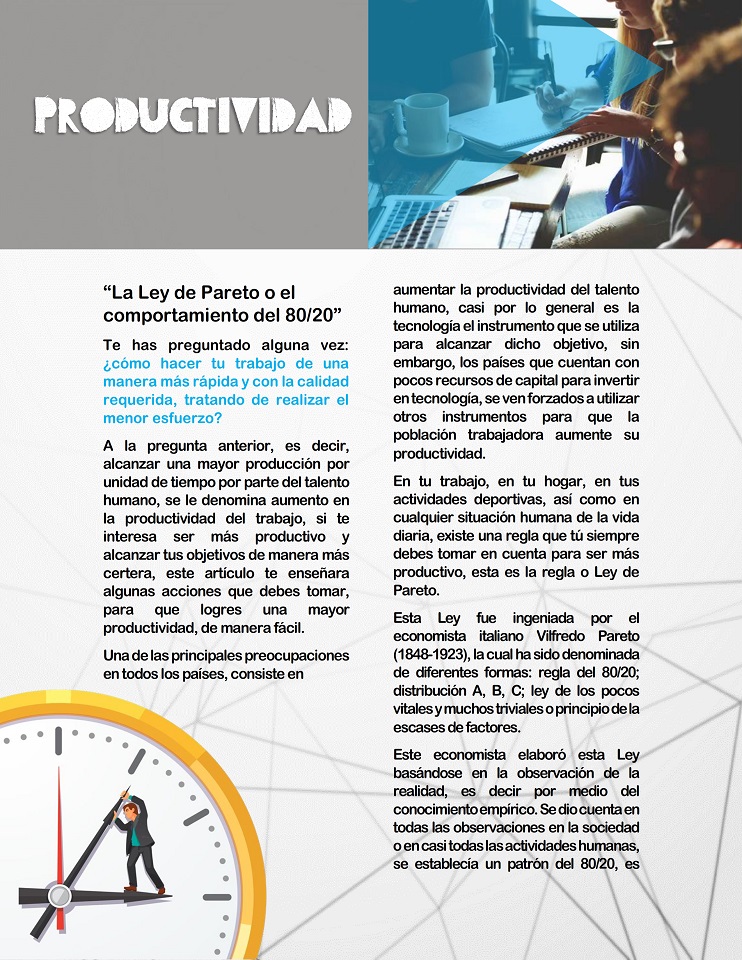 PRODUCTIVIDAD
“La Ley de Pareto o el
comportamiento del 80/20”
Te has preguntado alguna vez:
¿cómo hacer tu trabajo de una
manera más rápida y con la calidad
requerida, tratando de realizar el
menor esfuerzo?
A la pregunta anterior, es decir,
alcanzar una mayor producción por
unidad de tiempo por parte del talento
humano, se le denomina aumento en
la productividad del trabajo, si te
interesa ser más productivo y
alcanzar tus objetivos de manera más
certera, este artículo te enseñara
algunas acciones que debes tomar,
para que logres una mayor
productividad, de manera fácil.
Una de las principales preocupaciones
en todos los países, consiste en
aumentar la productividad del talento
humano, casi por lo general es la
tecnología el instrumento que se utiliza
para alcanzar dicho objetivo, sin
embargo, los países que cuentan con
pocos recursos de capital para invertir
en tecnología, se ven forzados a utilizar
otros instrumentos para que la
población trabajadora aumente su
productividad.
En tu trabajo, en tu hogar, en tus
actividades deportivas, así como en
cualquier situación humana de la vida
diaria, existe una regla que tú siempre
debes tomar en cuenta para ser más
productivo, esta es la regla o Ley de
Pareto.
Esta Ley fue ingeniada por el
economista italiano Vilfredo Pareto
(1848-1923), la cual ha sido denominada
de diferentes formas: regla del 80/20;
distribución A, B, C; ley de los pocos
vitales y muchos triviales o principio de la
escases de factores.
Este economista elaboró esta Ley
basándose en la observación de la
realidad, es decir por medio del
conocimiento empírico. Se dio cuenta en
todas las observaciones en la sociedad
o en casi todas las actividades humanas,
se establecía un patrón del 80/20, es